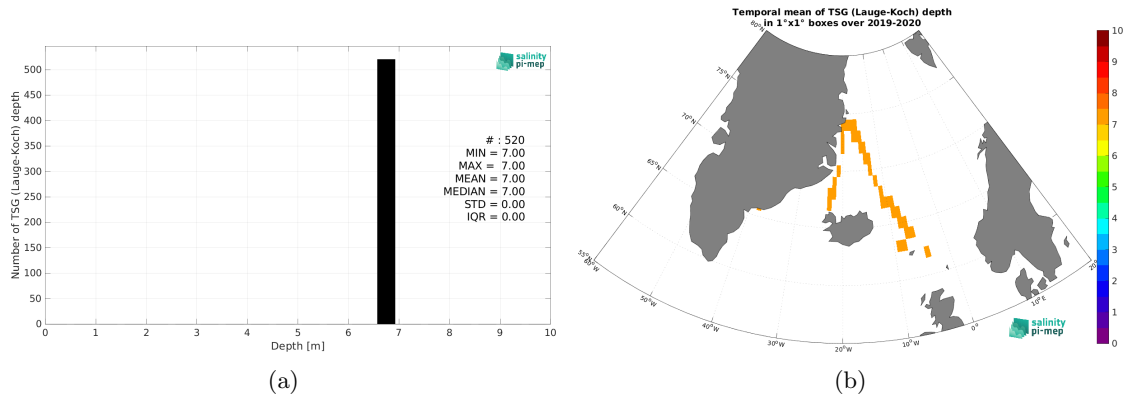 500
450
400
350
300
250
200
150
100
50
0
Number of TSG (Lauge-Koch) depth
salinity
pi-mep
# : 520
MIN = 7.00
MAX = 7.00
MEAN = 7.00
MEDIAN = 7.00
STD = 0.00
IQR = 0.00
0 1 2 3 4 5 6 7 8 9 10
Depth [m]
(a)
Temporal mean of TSG (Lauge-Koch) depth
in 1°x1° boxes over 2019-2020
80°N
75°N
70°N
65°N
60°N
50°W
40°W
30°W
20°W
10°W
0°
10°E
10
9
8
7
6
5
4
3
2
1
0
salinity
pi-mep
(b)